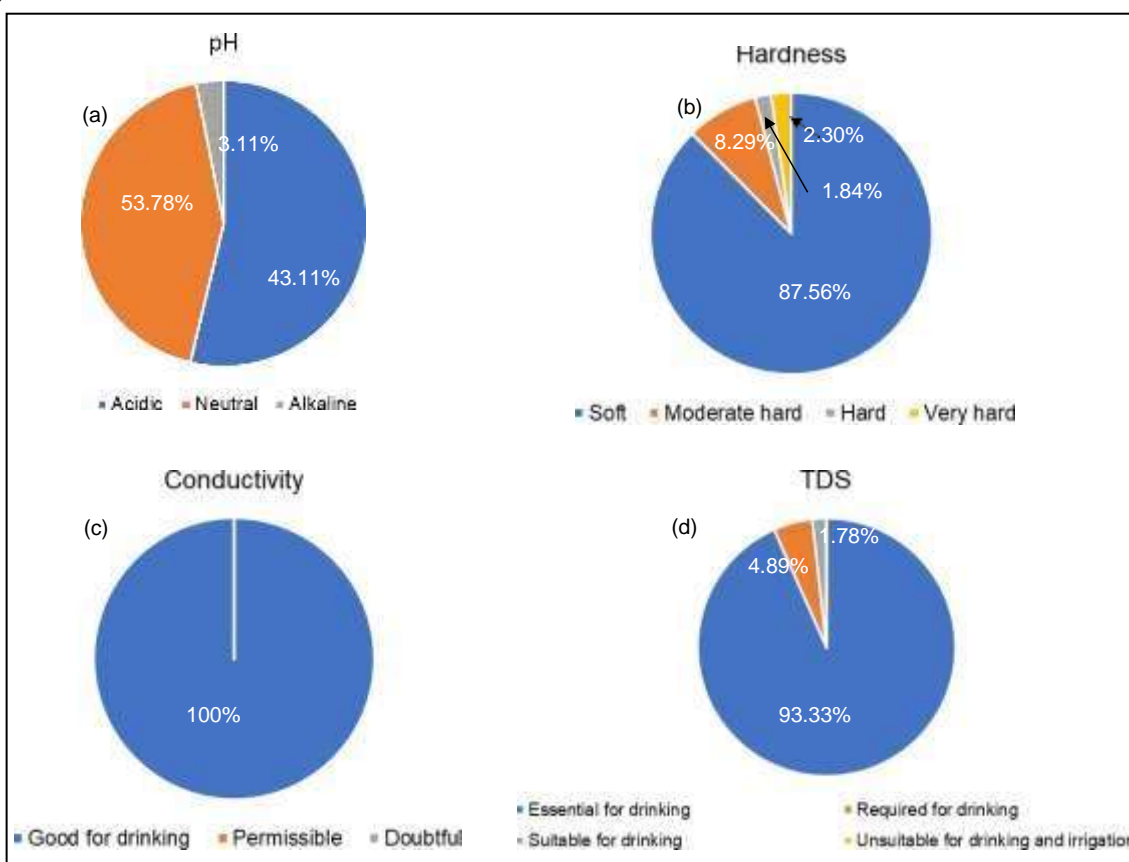 pH
(a)
3.11%
53.78%
43.11%
Acidic Neutral Alkaline
Hardness
(b)
8.29%
2.30%
1.84%
87.56%
Soft Moderate hard Hard Very hard
Conductivity
(c)
100%
Good for drinking Permissible Doubtful
TDS
(d)
1.78%
4.89%
93.33%
Essential for drinking Required for drinking
Suitable for drinking Unsuitable for drinking and irrigation